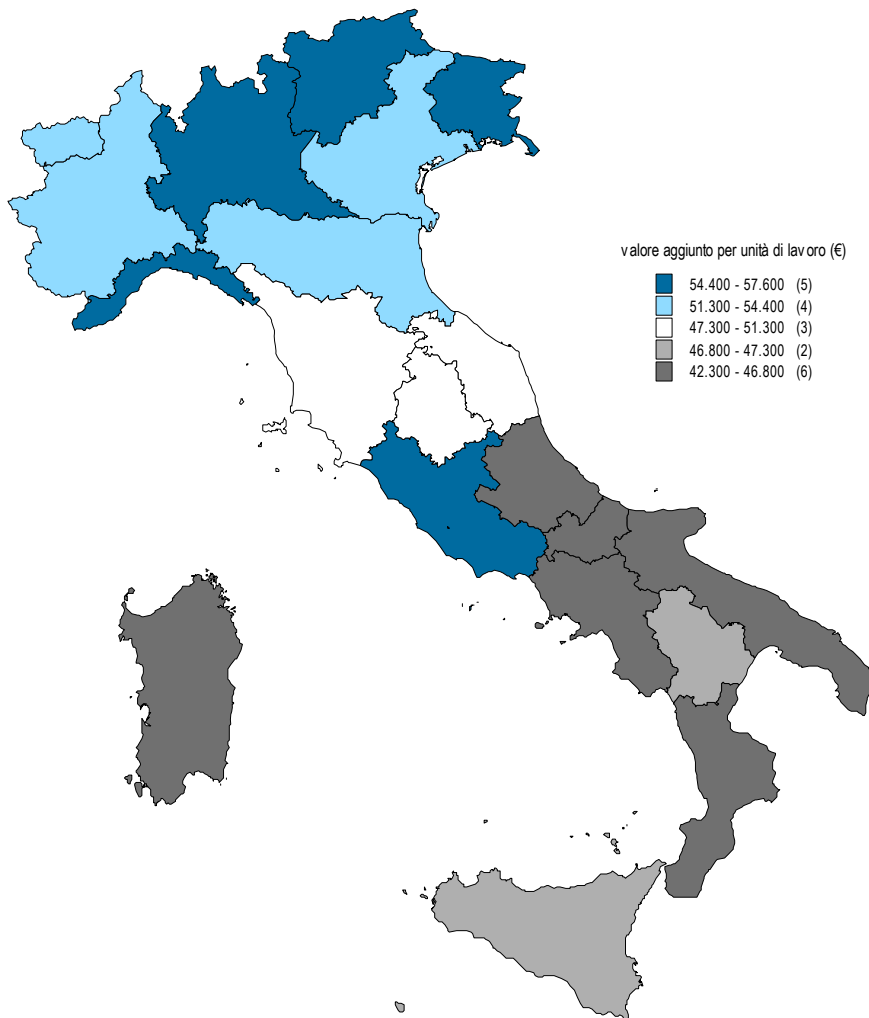 valore aggiunto per unità di lavoro (€)
54.400 - 57.600 (5)
51.300 - 54.400 (4)
47.300 - 51.300 (3)
46.800 - 47.300 (2)
42.300 - 46.800 (6)